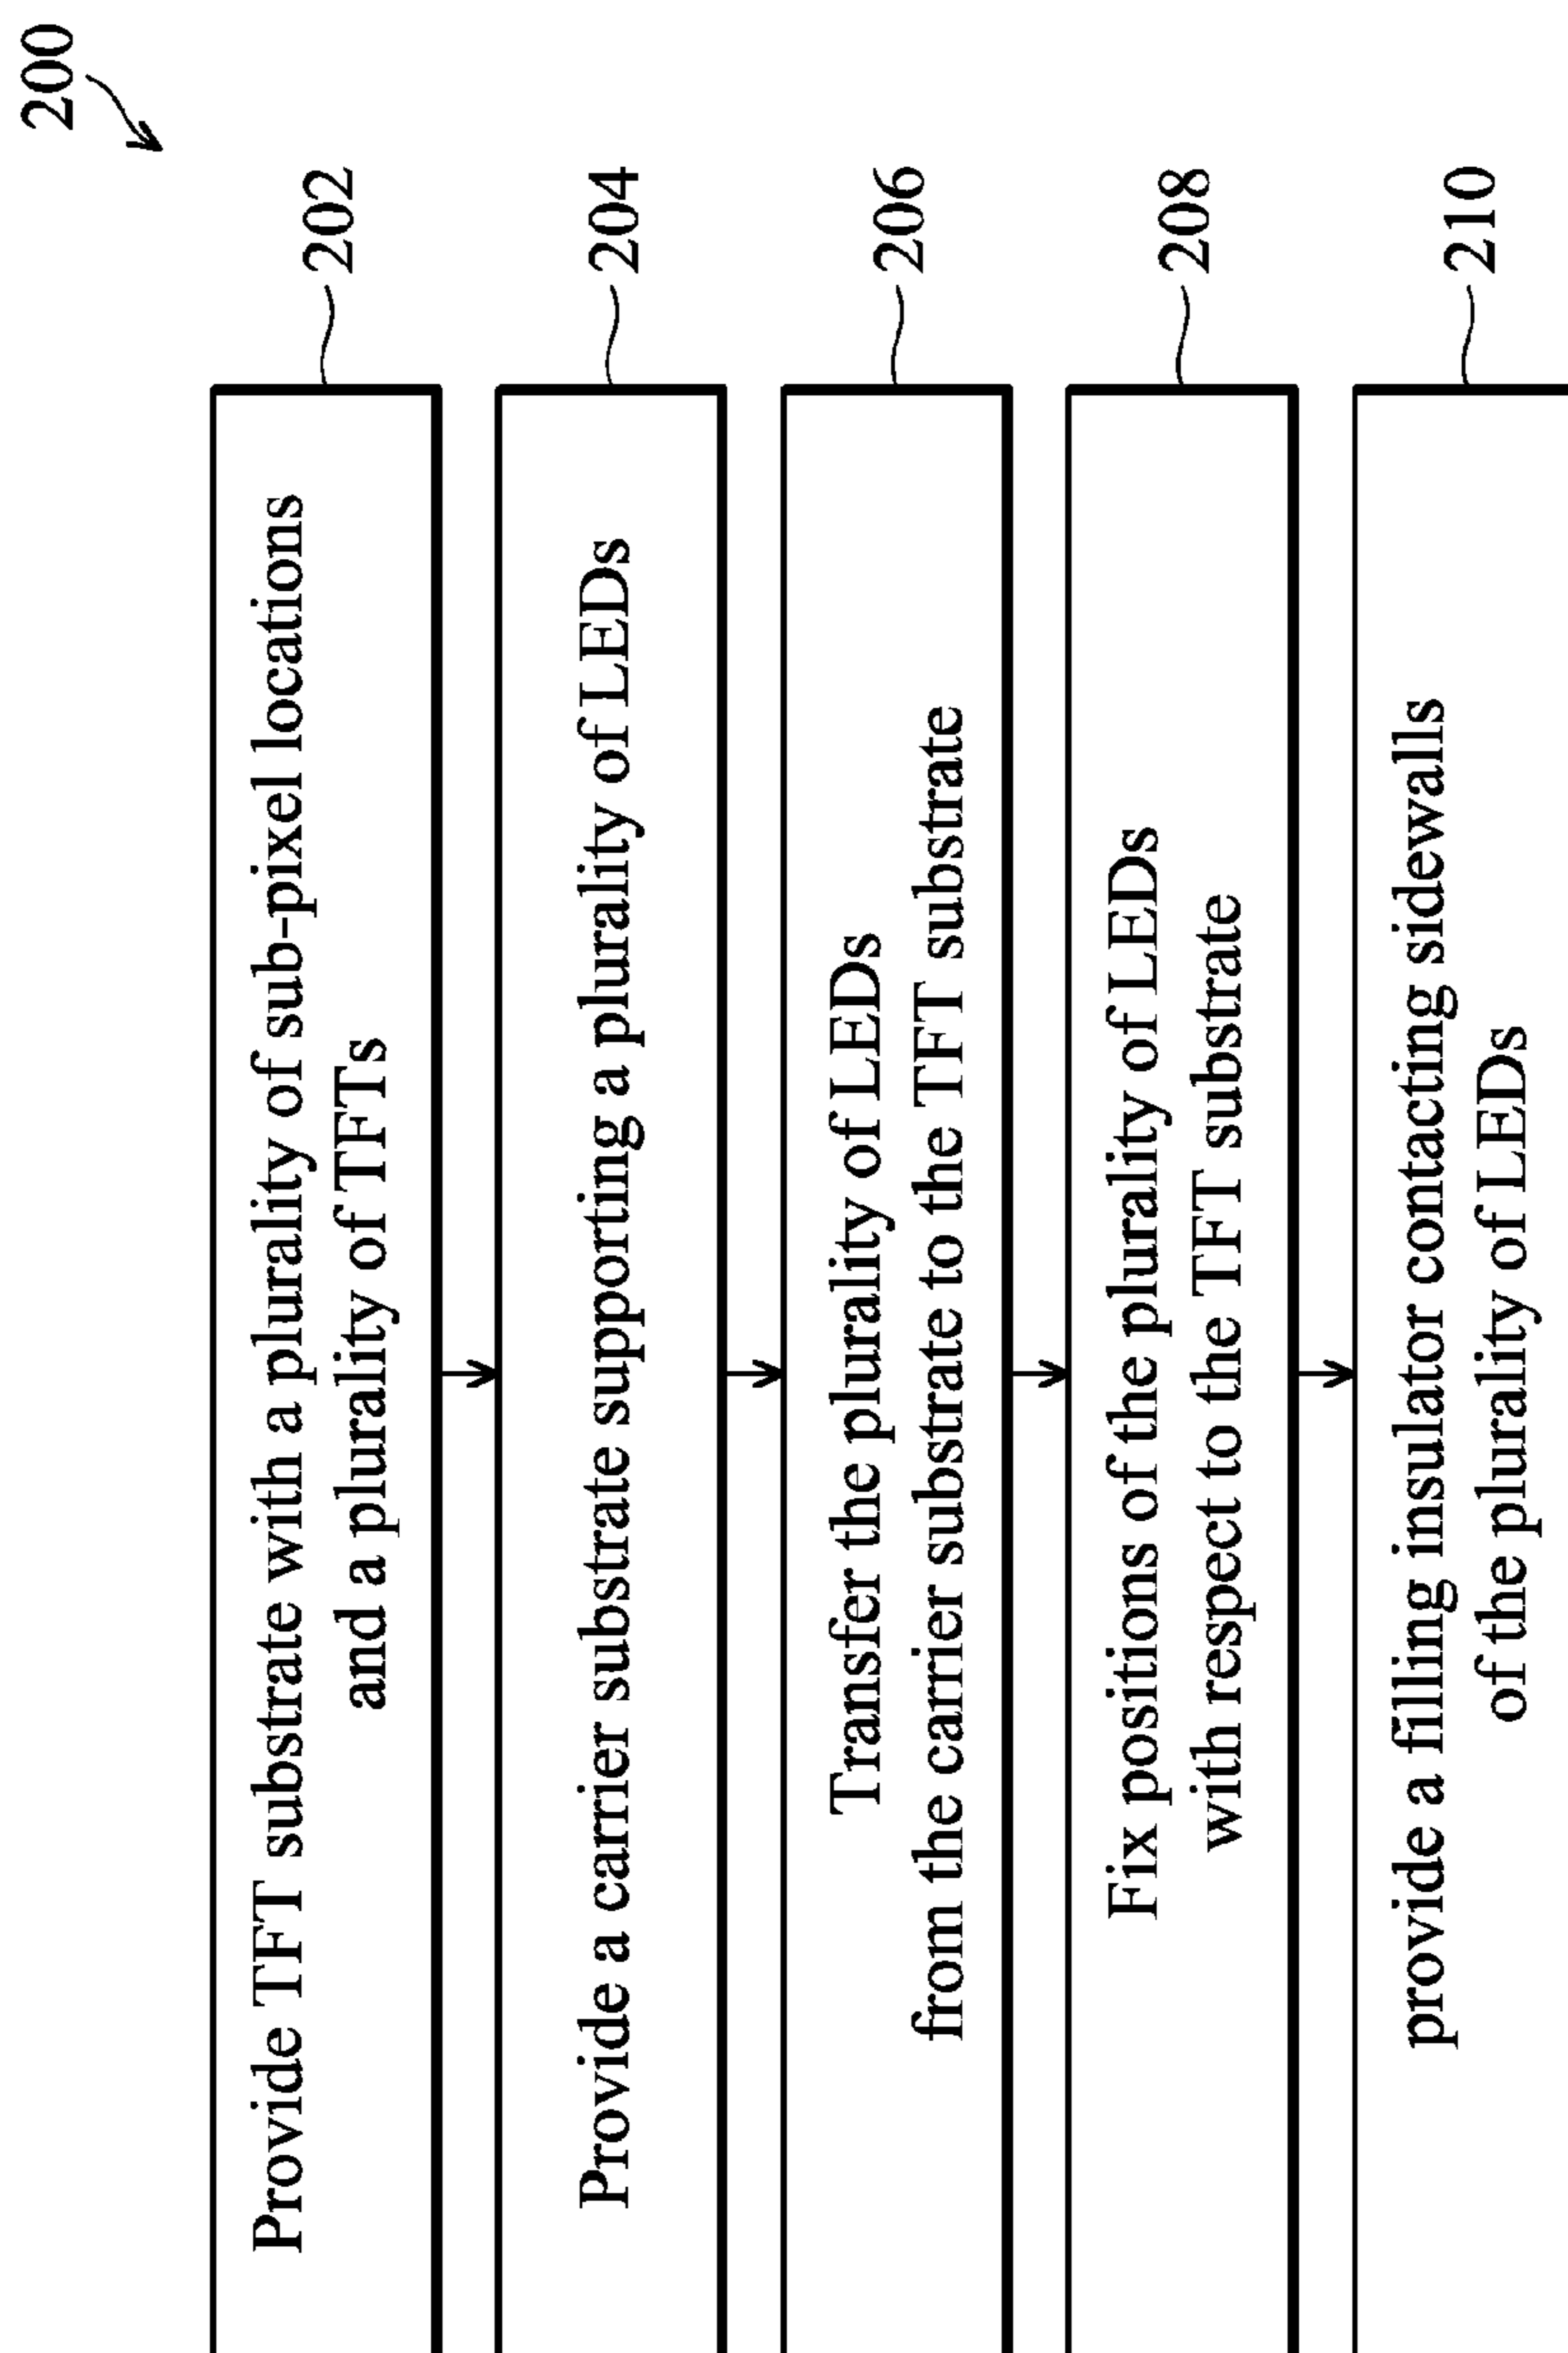 200
Provide TFT substrate with a plurality of sub-pixel locations
and a plurality of TFTs
202
Provide a carrier substrate supporting a plurality of LEDs
204
Transfer the plurality of LEDs
from the carrier substrate to the TFT substrate
206
Fix positions of the plurality of LEDs
with respect to the TFT substrate
208
provide a filling insulator contacting sidewalls
of the plurality of LEDs
210